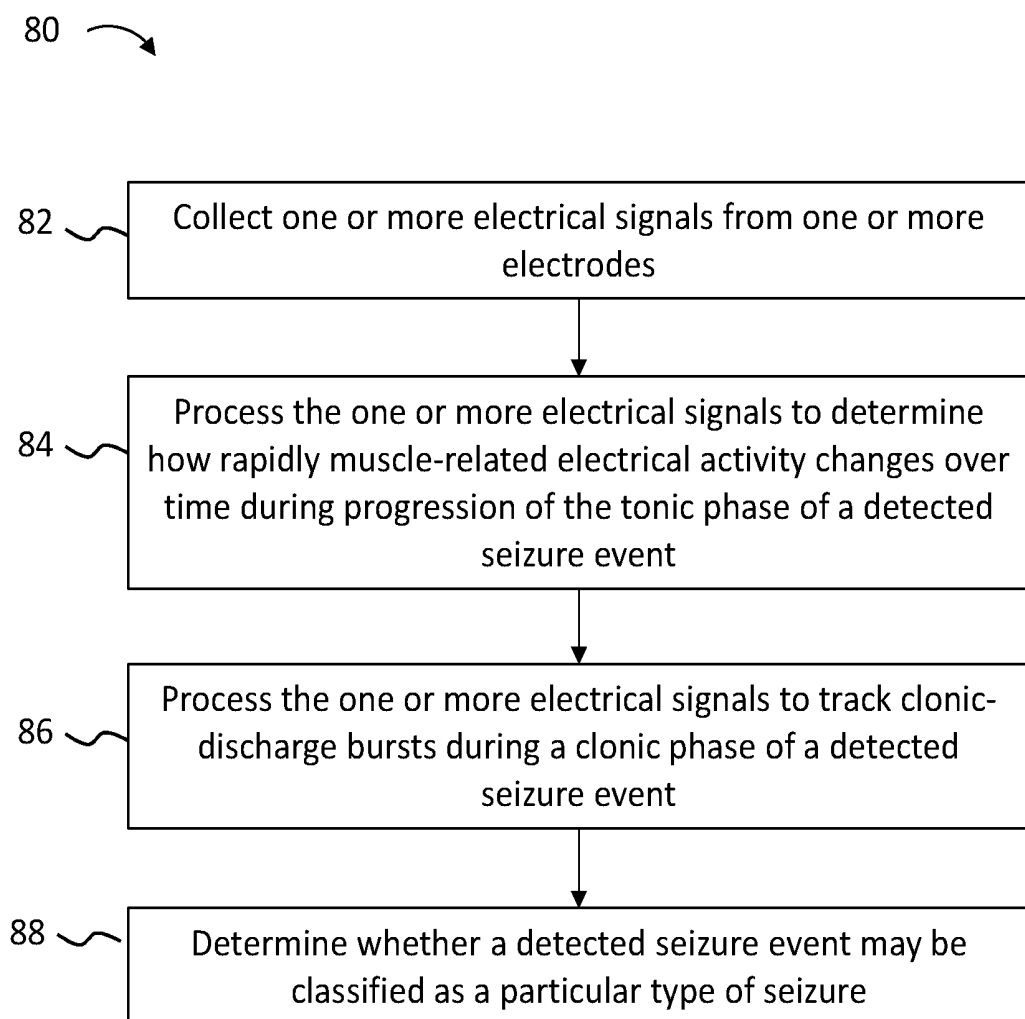 80
82
Collect one or more electrical signals from one or more
electrodes
84
Process the one or more electrical signals to determine
how rapidly muscle-related electrical activity changes over
time during progression of the tonic phase of a detected
seizure event
86
Process the one or more electrical signals to track clonic-
discharge bursts during a clonic phase of a detected
seizure event
88
Determine whether a detected seizure event may be
classified as a particular type of seizure